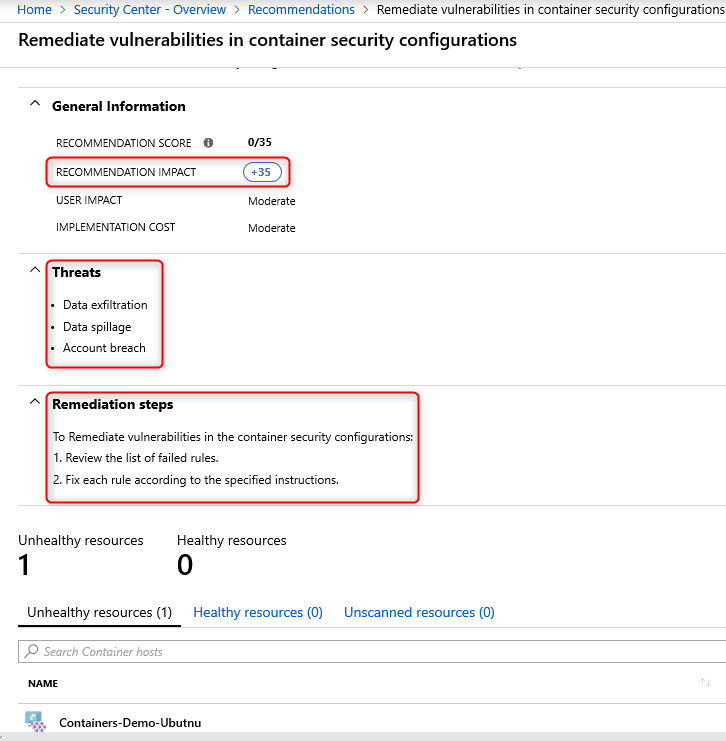 Home > Security Center - Overview > Recommendations > Remediate vulnerabilities in container security configurations
Remediate vulnerabilities in container security configurations
General Information
RECOMMENDATION SCORE 0/35
RECOMMENDATION IMPACT +35
USER IMPACT Moderate
IMPLEMENTATION COST Moderate
Threats
• Data exfiltration
• Data spillage
• Account breach
Remediation steps
To Remediate vulnerabilities in the container security configurations:
1. Review the list of failed rules.
2. Fix each rule according to the specified instructions.
Unhealthy resources Healthy resources
1 0
Unhealthy resources (1) Healthy resources (0) Unscanned resources (0)
Search Container hosts
NAME
Containers-Demo-Ubutnu